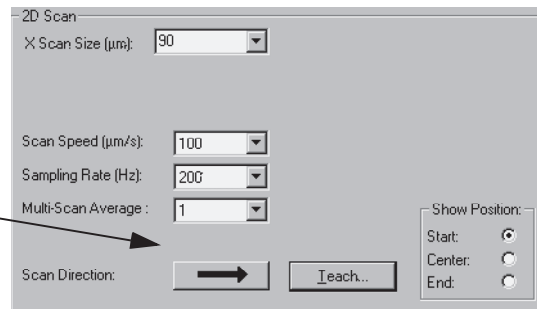 2D Scan
X Scan Size (µm): 90
Scan Speed (µm/s): 100
Sampling Rate (Hz): 200
Multi-Scan Average : 1
Show Position:
Start:
Center:
Scan Direction: Teach... End: